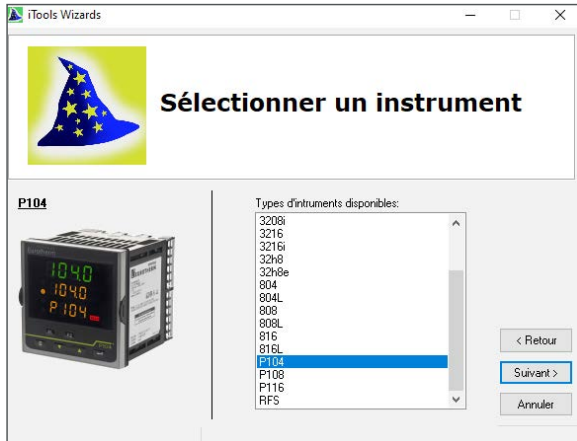 iTools Wizards
Sélectionner un instrument
P104
Types d'intruments disponibles:
3208i
3216
3216i
32h8
32h8e
804
804L
808
808L
816
816L
P104
P108
P116
RFS
104.0
104.0
P104
< Retour
Suivant >
Annuler